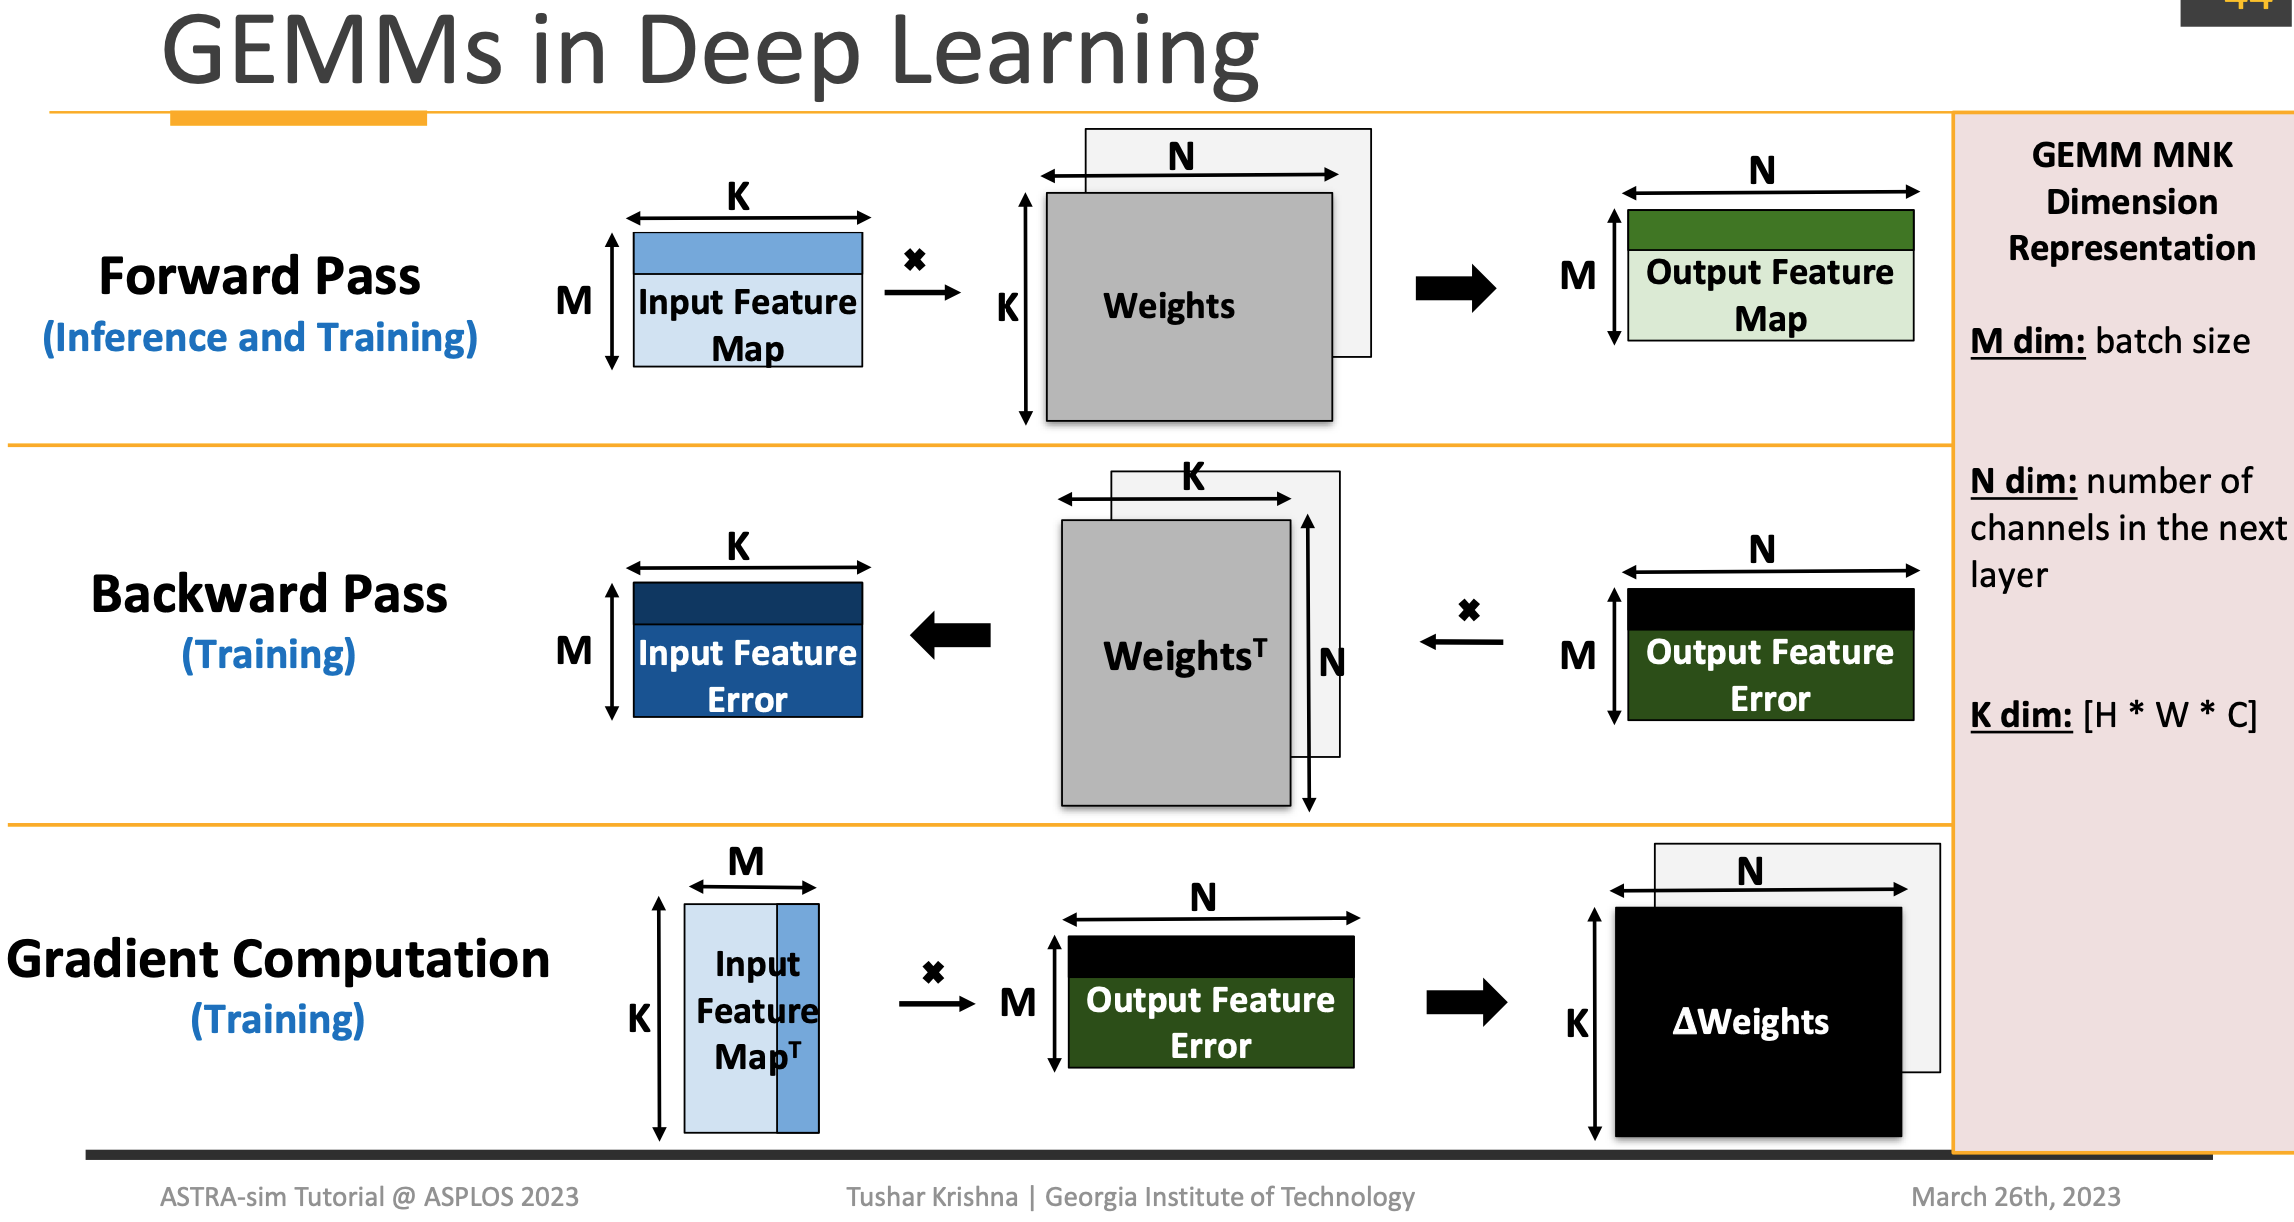 44
GEMMs in Deep Learning
Forward Pass
(Inference and Training)
K
M
Input Feature
Map
✖
N
K
Weights
N
M
Output Feature
Map
Backward Pass
(Training)
K
M
Input Feature
Error
K
Weightsᵀ
N
✖
N
M
Output Feature
Error
Gradient Computation
(Training)
M
K
Input
Feature
Mapᵀ
✖
N
M
Output Feature
Error
N
K
ΔWeights
GEMM MNK
Dimension
Representation
M dim: batch size
N dim: number of
channels in the next
layer
K dim: [H * W * C]
ASTRA-sim Tutorial @ ASPLOS 2023
Tushar Krishna | Georgia Institute of Technology
March 26th, 2023